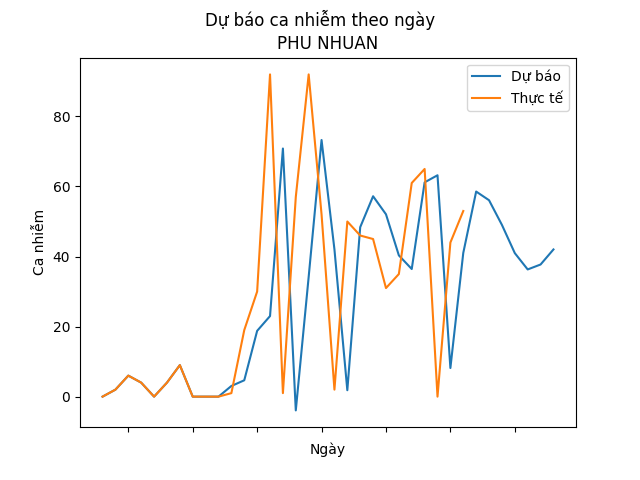 Dự báo ca nhiễm theo ngày
PHU NHUAN
Dự báo
Thực tế
80
60
40
20
0
Ca nhiễm
Ngày